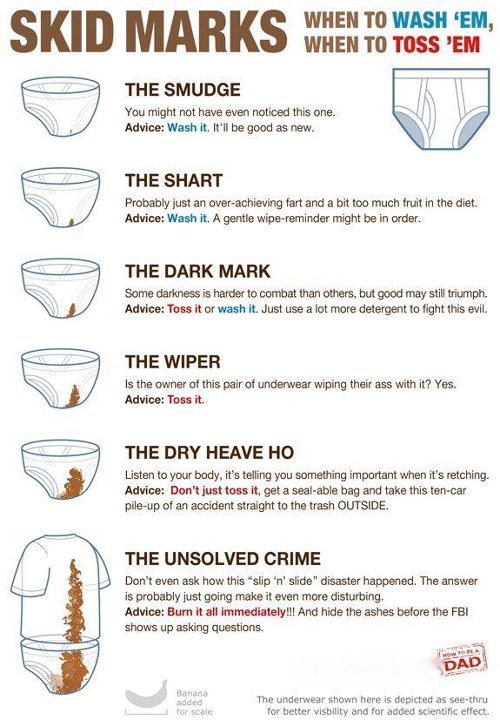 SKID MARKS
WHEN TO WASH ‘EM,
WHEN TO TOSS ’EM
THE SMUDGE
You might not have even noticed this one.
Advice: Wash it. It'll be good as new.
THE SHART
Probably just an over-achieving fart and a bit too much fruit in the diet.
Advice: Wash it. A gentle wipe-reminder might be in order.
THE DARK MARK
Some darkness is harder to combat than others, but good may still triumph.
Advice: Toss it or wash it. Just use a lot more detergent to fight this evil.
THE WIPER
Is the owner of this pair of underwear wiping their ass with it? Yes.
Advice: Toss it.
THE DRY HEAVE HO
Listen to your body, it’s telling you something important when it’s retching.
Advice: Don’t just toss it, get a seal-able bag and take this ten-car
pile-up of an accident straight to the trash OUTSIDE.
THE UNSOLVED CRIME
Don’t even ask how this “slip ‘n’ slide” disaster happened. The answer
is probably just going make it even more disturbing.
Advice: Burn it all immediately!!! And hide the ashes before the FBI
shows up asking questions.
HOW TO BE A
DAD
Banana
added
for scale
The underwear shown here is depicted as see-thru
for better visbility and for added scientific effect.